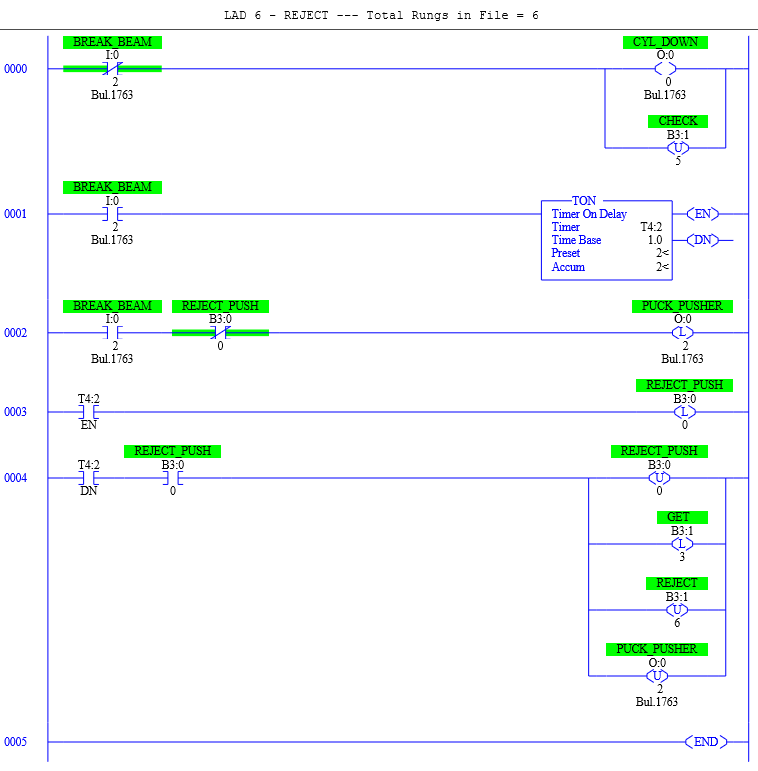 LAD 6 - REJECT --- Total Rungs in File = 6
BREAK_BEAM
I:0
0000
2
Bul.1763
CYL_DOWN
O:0
0
Bul.1763
CHECK
B3:1
U
5
BREAK_BEAM
I:0
0001
2
Bul.1763
TON
Timer On Delay
Timer T4:2
Time Base 1.0
Preset 2<
Accum 2<
EN
DN
BREAK_BEAM REJECT_PUSH PUCK_PUSHER
I:0 B3:0 O:0
0002 L
2 0 2
Bul.1763 Bul.1763
REJECT_PUSH
T4:2 B3:0
0003 L
EN 0
REJECT_PUSH REJECT_PUSH
T4:2 B3:0 B3:0
0004 U
DN 0 0
GET
B3:1
L
3
REJECT
B3:1
U
6
PUCK_PUSHER
O:0
U
2
Bul.1763
0005 END